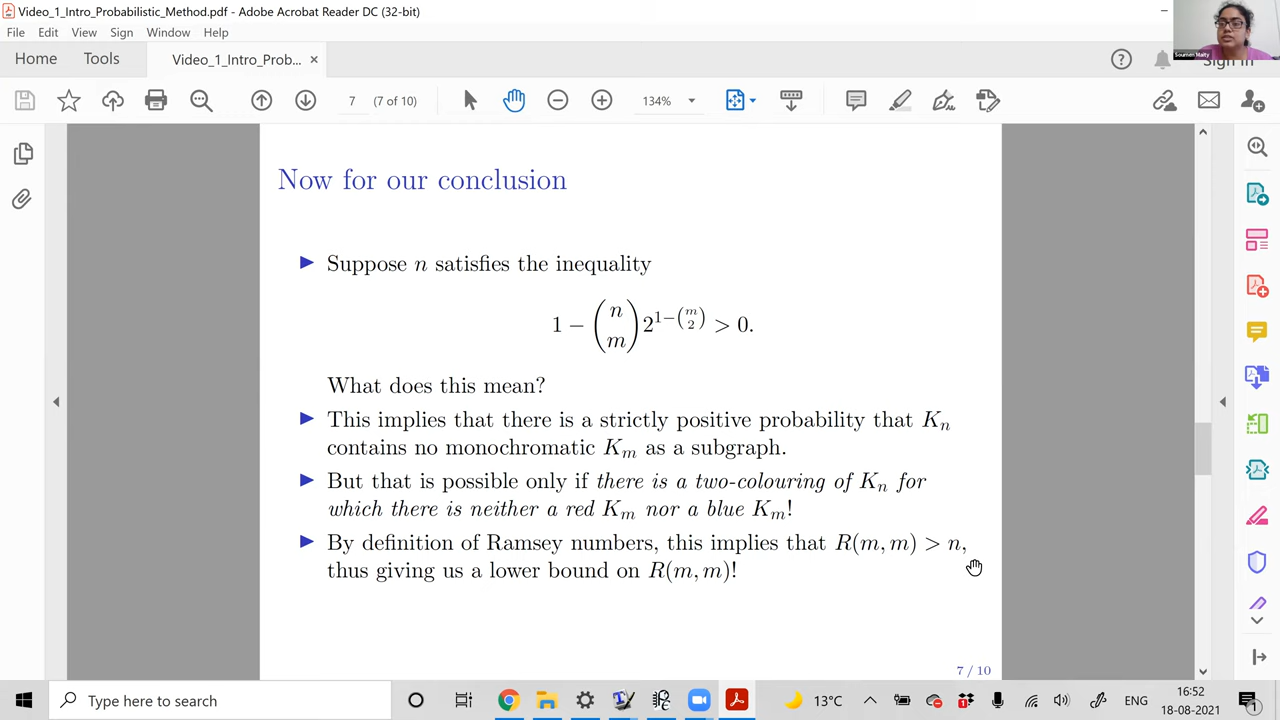 Video_1_Intro_Probabilistic_Method.pdf - Adobe Acrobat Reader DC (32-bit)
File Edit View Sign Window Help
Soumen Maity
Home Tools Video_1_Intro_Prob... × Sign In
7 (7 of 10) 134%
Now for our conclusion
▶ Suppose n satisfies the inequality
1 − (n m) 2^{1−(m 2)} > 0.
What does this mean?
▶ This implies that there is a strictly positive probability that K_n
contains no monochromatic K_m as a subgraph.
▶ But that is possible only if there is a two-colouring of K_n for
which there is neither a red K_m nor a blue K_m!
▶ By definition of Ramsey numbers, this implies that R(m, m) > n,
thus giving us a lower bound on R(m, m)!
7 / 10
Type here to search
13°C ENG 16:52
18-08-2021